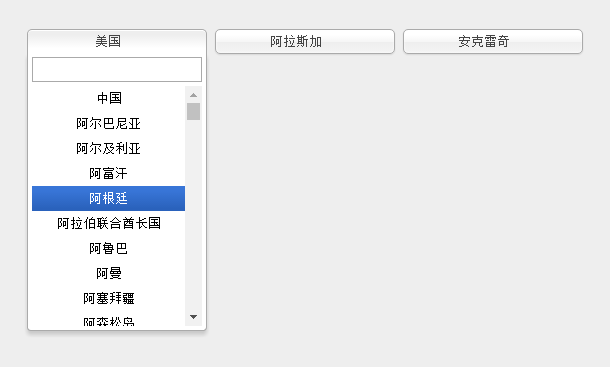 美国
阿拉斯加
安克雷奇
中国
阿尔巴尼亚
阿尔及利亚
阿富汗
阿根廷
阿拉伯联合酋长国
阿鲁巴
阿曼
阿塞拜疆
阿森松岛